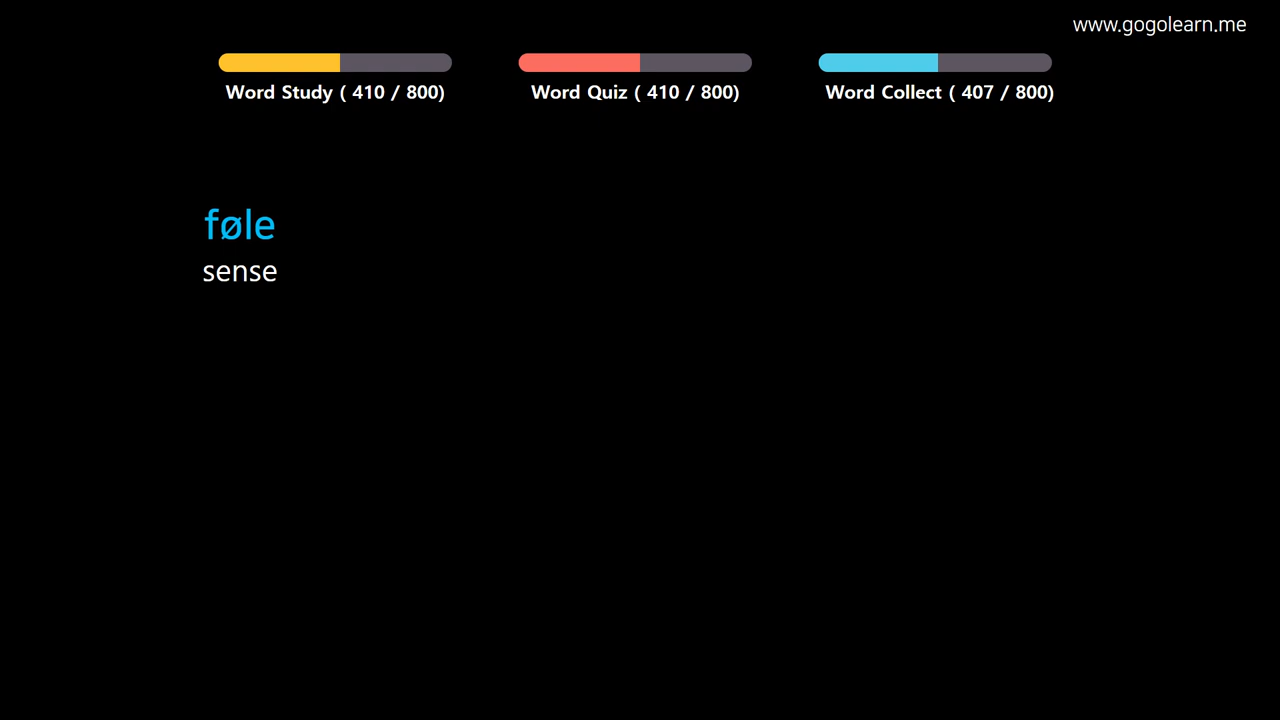 www.gogolearn.me
Word Study ( 410 / 800)
Word Quiz ( 410 / 800)
Word Collect ( 407 / 800)
føle
sense